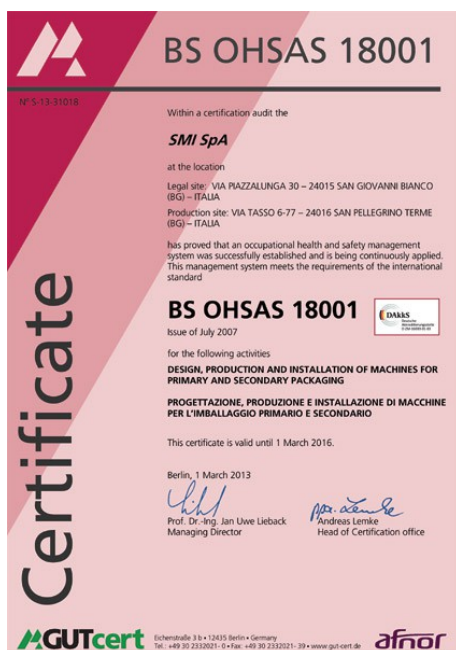 BS OHSAS 18001
N° S-13-31018
Within a certification audit the
SMI SpA
at the location
Legal site: VIA PIAZZALUNGA 30 – 24015 SAN GIOVANNI BIANCO
(BG) – ITALIA
Production site: VIA TASSO 6-77 – 24016 SAN PELLEGRINO TERME
(BG) – ITALIA
has proved that an occupational health and safety management
system was successfully established and is being continuously applied.
This management system meets the requirements of the international
standard
BS OHSAS 18001
DAkkS
Deutsche
Akkreditierungsstelle
Issue of July 2007
for the following activities
DESIGN, PRODUCTION AND INSTALLATION OF MACHINES FOR
PRIMARY AND SECONDARY PACKAGING
PROGETTAZIONE, PRODUZIONE E INSTALLAZIONE DI MACCHINE
PER L'IMBALLAGGIO PRIMARIO E SECONDARIO
This certificate is valid until 1 March 2016.
Berlin, 1 March 2013
Prof. Dr.-Ing. Jan Uwe Lieback
Managing Director
ppa. Lemke
Andreas Lemke
Head of Certification office
Certificate
GUTcert
Eichenstraße 3 b • 12435 Berlin • Germany
Tel.: +49 30 2332021- 0 • Fax: +49 30 2332021- 39 • www.gut-cert.de
afnor